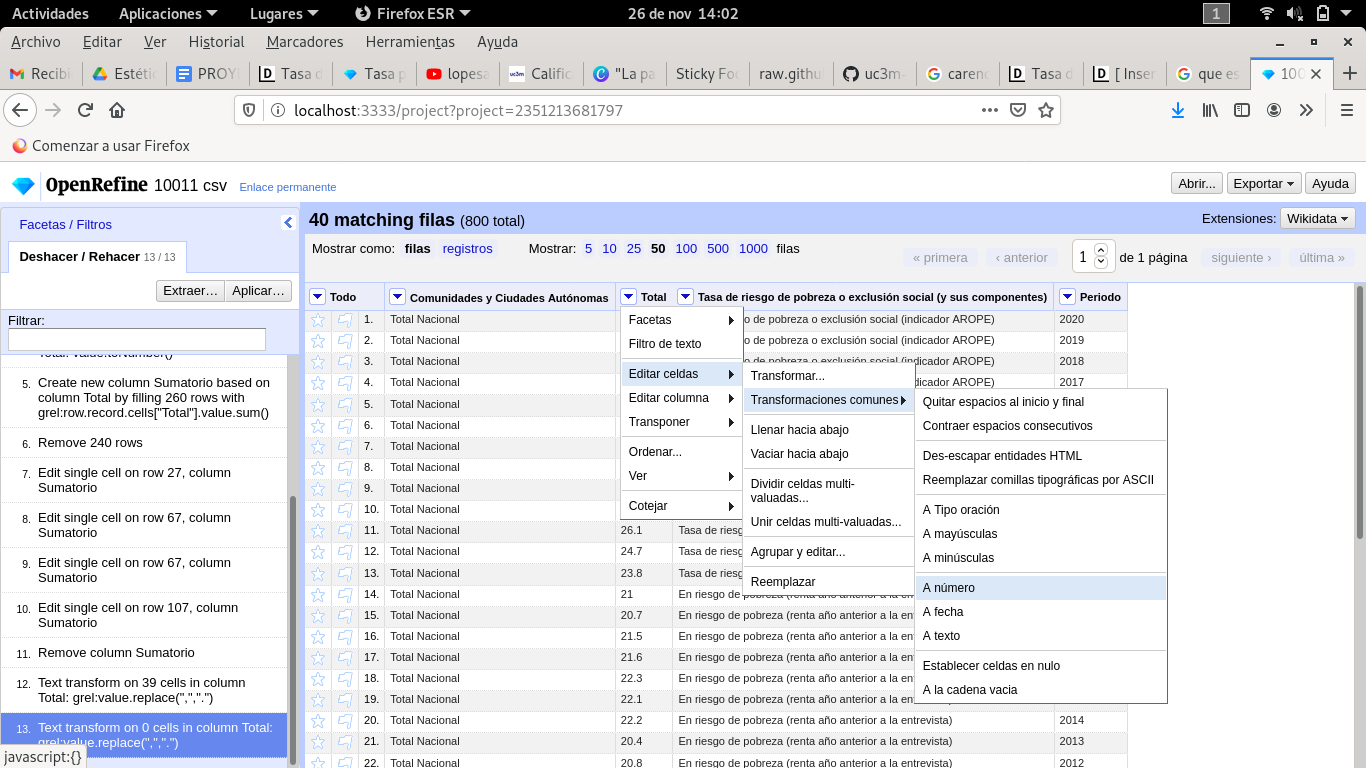 Actividades Aplicaciones Lugares Firefox ESR 26 de nov 14:02 1
Archivo Editar Ver Historial Marcadores Herramientas Ayuda
Recibi Estéti PROY Tasa d Tasa p lopesa Califici "La pa Sticky Foo raw.githu uc3m- carenc Tasa d [ Inser que es 100
localhost:3333/project?project=2351213681797
Comenzar a usar Firefox
OpenRefine 10011 csv Enlace permanente Abrir... Exportar Ayuda
Facetas / Filtros
40 matching filas (800 total) Extensiones: Wikidata
Deshacer / Rehacer 13 / 13
Mostrar como: filas registros Mostrar: 5 10 25 50 100 500 1000 filas « primera ‹ anterior 1 de 1 página siguiente › última »
Extraer... Aplicar...
Filtrar:
Total: value.toNumber()
5. Create new column Sumatorio based on
column Total by filling 260 rows with
grel:row.record.cells["Total"].value.sum()
6. Remove 240 rows
7. Edit single cell on row 27, column
Sumatorio
8. Edit single cell on row 67, column
Sumatorio
9. Edit single cell on row 67, column
Sumatorio
10. Edit single cell on row 107, column
Sumatorio
11. Remove column Sumatorio
12. Text transform on 39 cells in column
Total: grel:value.replace(",",".")
13. Text transform on 0 cells in column Total:
grel:value.replace(",",".")
javascript:{}
Todo Comunidades y Ciudades Autónomas Total Tasa de riesgo de pobreza o exclusión social (y sus componentes) Periodo
1. Total Nacional o de pobreza o exclusión social (indicador AROPE) 2020
2. Total Nacional o de pobreza o exclusión social (indicador AROPE) 2019
3. Total Nacional o de pobreza o exclusión social (indicador AROPE) 2018
4. Total Nacional dicador AROPE) 2017
5. Total Nacional
6. Total Nacional
7. Total Nacional
8. Total Nacional
9. Total Nacional
10. Total Nacional
11. Total Nacional 26.1 Tasa de riesg
12. Total Nacional 24.7 Tasa de riesg
13. Total Nacional 23.8 Tasa de riesg
14. Total Nacional 21 En riesgo de pobreza (renta año anterior a la ent
15. Total Nacional 20.7 En riesgo de pobreza (renta año anterior a la ent
16. Total Nacional 21.5 En riesgo de pobreza (renta año anterior a la ent
17. Total Nacional 21.6 En riesgo de pobreza (renta año anterior a la ent
18. Total Nacional 22.3 En riesgo de pobreza (renta año anterior a la ent
19. Total Nacional 22.1 En riesgo de pobreza (renta año anterior a la ent
20. Total Nacional 22.2 En riesgo de pobreza (renta año anterior a la entrevista) 2014
21. Total Nacional 20.4 En riesgo de pobreza (renta año anterior a la entrevista) 2013
22. Total Nacional 20.8 En riesgo de pobreza (renta año anterior a la entrevista) 2012
Facetas
Filtro de texto
Editar celdas
Editar columna
Transponer
Ordenar...
Ver
Cotejar
Transformar...
Transformaciones comunes
Llenar hacia abajo
Vaciar hacia abajo
Dividir celdas multi-
valuadas...
Unir celdas multi-valuadas...
Agrupar y editar...
Reemplazar
Quitar espacios al inicio y final
Contraer espacios consecutivos
Des-escapar entidades HTML
Reemplazar comillas tipográficas por ASCII
A Tipo oración
A mayúsculas
A minúsculas
A número
A fecha
A texto
Establecer celdas en nulo
A la cadena vacia